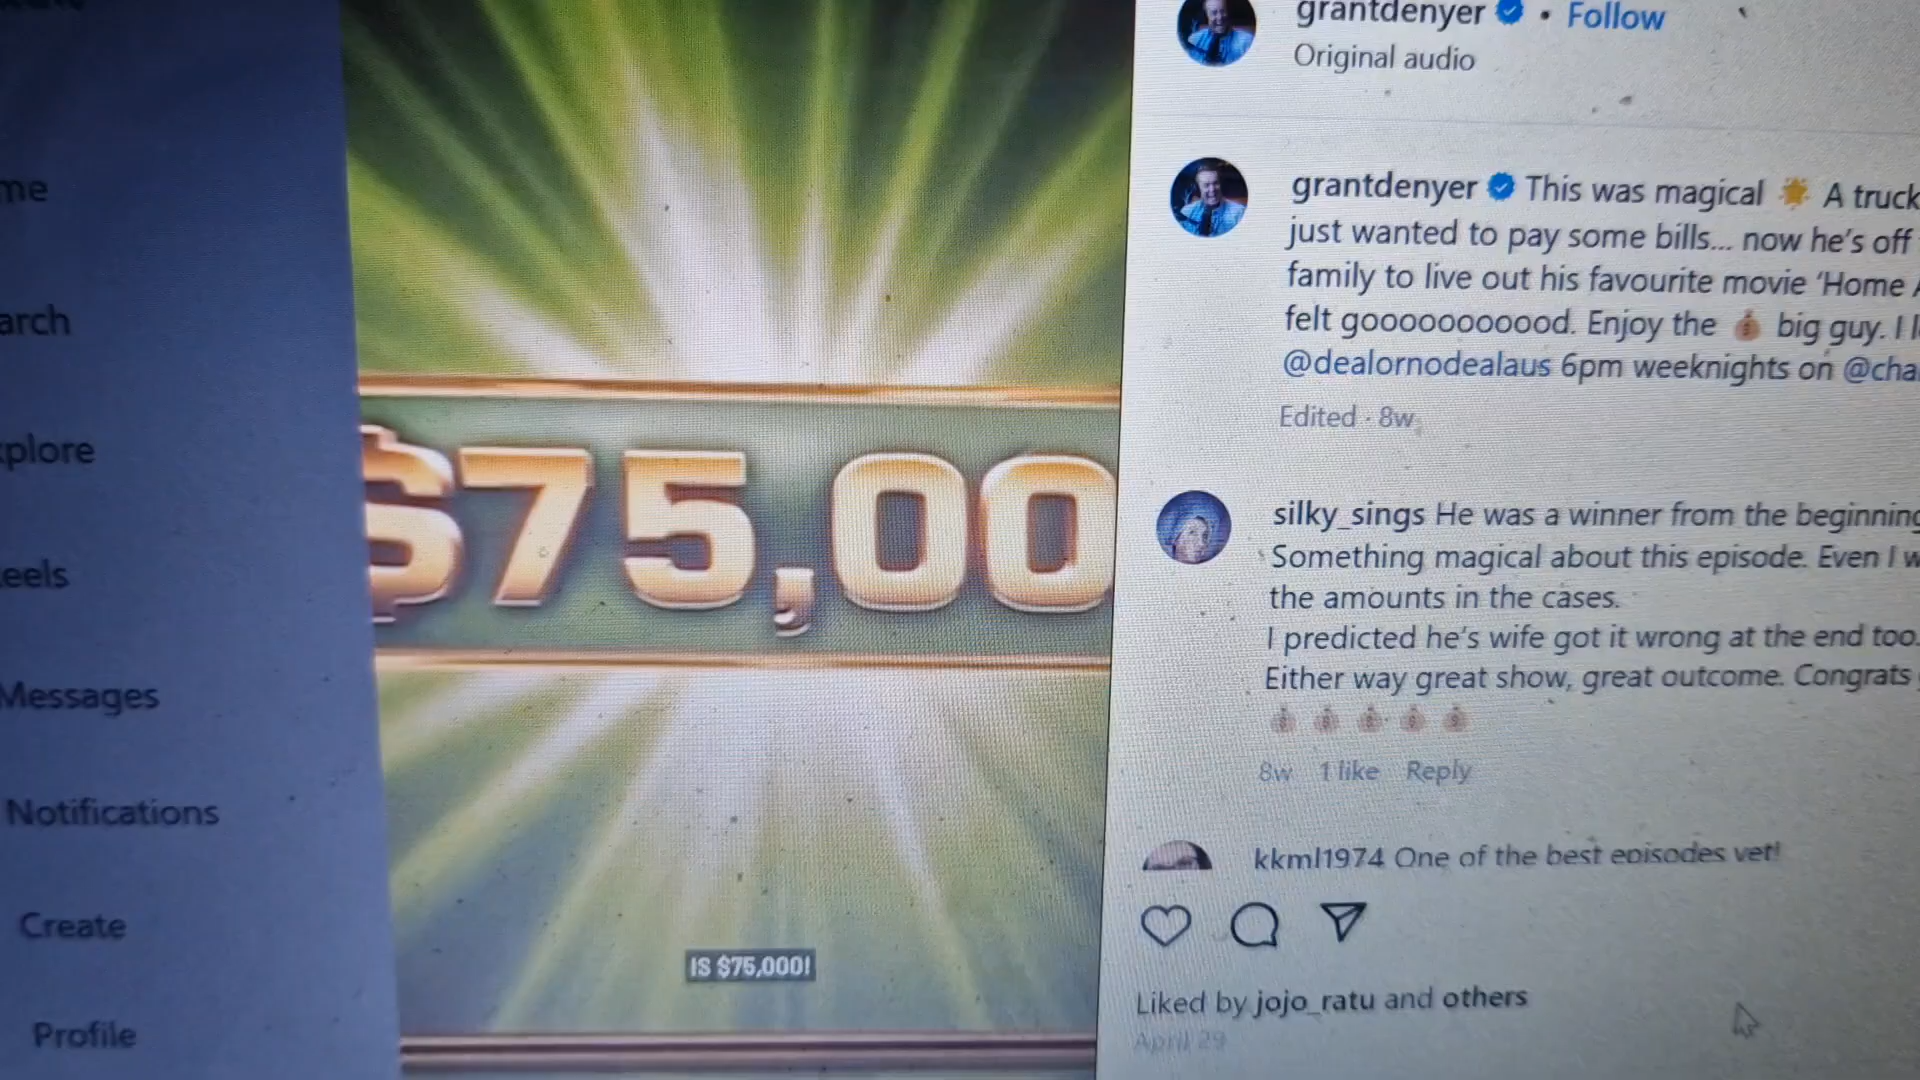 me
arch
plore
eels
Messages
Notifications
Create
Profile
$75,00
IS $75,000!
grantdenyer • Follow
Original audio
grantdenyer This was magical A truck
just wanted to pay some bills... now he's off
family to live out his favourite movie 'Home A
felt gooooooooood. Enjoy the big guy. I l
@dealornodealaus 6pm weeknights on @cha
Edited · 8w
silky_sings He was a winner from the beginning
Something magical about this episode. Even I w
the amounts in the cases.
I predicted he's wife got it wrong at the end too.
Either way great show, great outcome. Congrats
8w 1 like Reply
kkml1974 One of the best episodes yet!
Liked by jojo_ratu and others
April 29